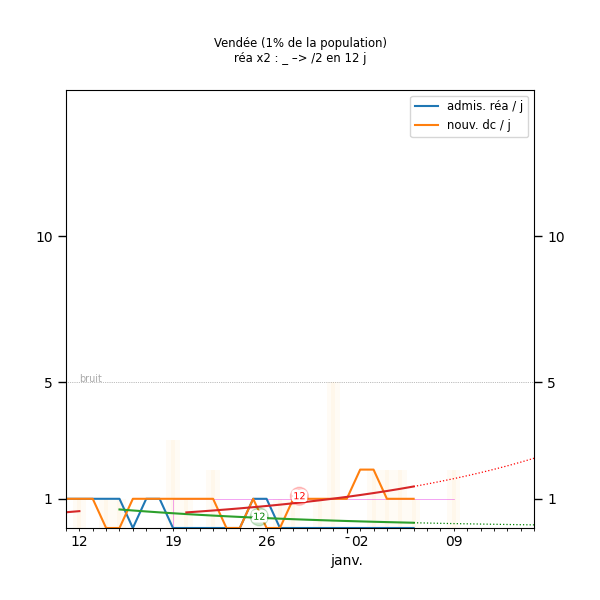 Vendée (1% de la population)
réa x2 : _ –> /2 en 12 j
admis. réa / j
nouv. dc / j
10
10
bruit
5
5
12
1
1
-12
12
19
26
02
09
janv.